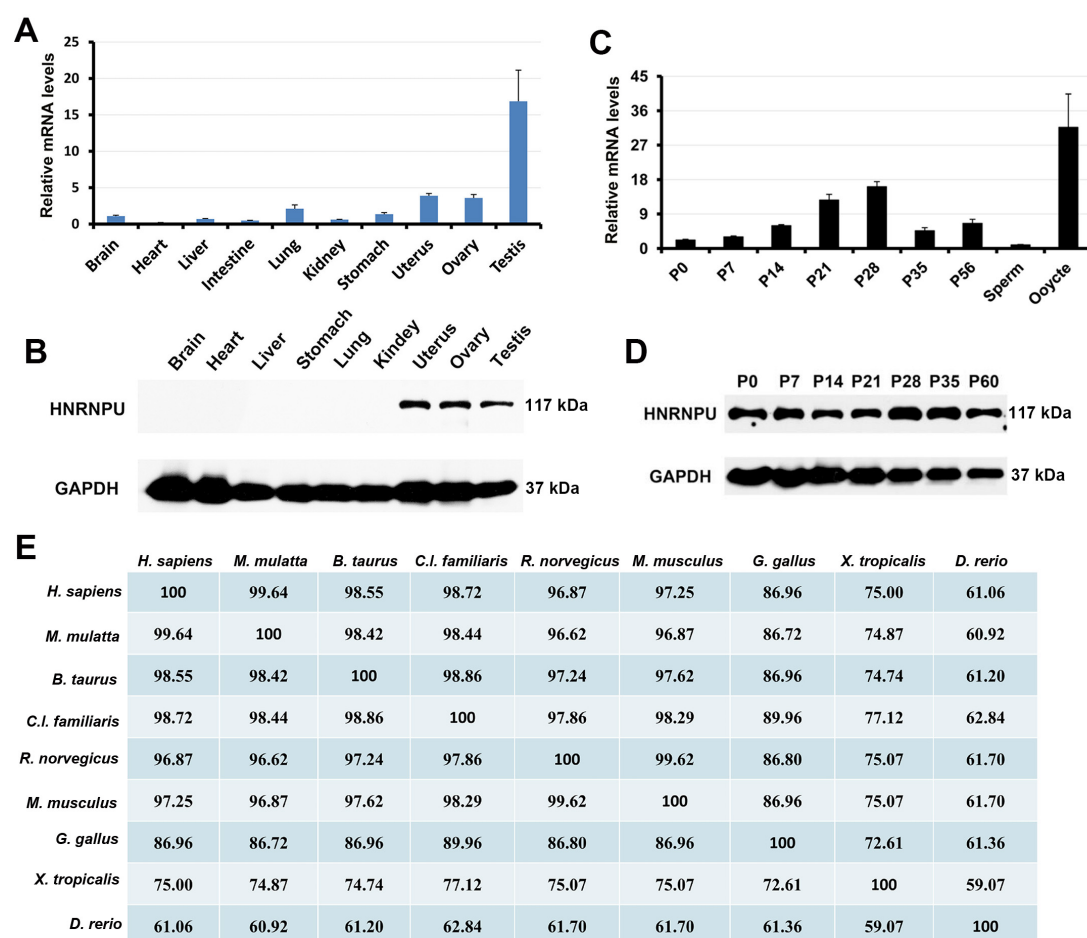 A
Relative mRNA levels
25
20
15
10
5
0
Brain
Heart
Liver
Intestine
Lung
Kidney
Stomach
Uterus
Ovary
Testis
C
Relative mRNA levels
45
36
27
18
9
0
P0
P7
P14
P21
P28
P35
P56
Sperm
Ooycte
B
Brain
Heart
Liver
Stomach
Lung
Kindey
Uterus
Ovary
Testis
HNRNPU
117 kDa
GAPDH
37 kDa
D
P0 P7 P14 P21 P28 P35 P60
HNRNPU
117 kDa
GAPDH
37 kDa
E
H. sapiens M. mulatta B. taurus C.l. familiaris R. norvegicus M. musculus G. gallus X. tropicalis D. rerio
H. sapiens 100 99.64 98.55 98.72 96.87 97.25 86.96 75.00 61.06
M. mulatta 99.64 100 98.42 98.44 96.62 96.87 86.72 74.87 60.92
B. taurus 98.55 98.42 100 98.86 97.24 97.62 86.96 74.74 61.20
C.l. familiaris 98.72 98.44 98.86 100 97.86 98.29 89.96 77.12 62.84
R. norvegicus 96.87 96.62 97.24 97.86 100 99.62 86.80 75.07 61.70
M. musculus 97.25 96.87 97.62 98.29 99.62 100 86.96 75.07 61.70
G. gallus 86.96 86.72 86.96 89.96 86.80 86.96 100 72.61 61.36
X. tropicalis 75.00 74.87 74.74 77.12 75.07 75.07 72.61 100 59.07
D. rerio 61.06 60.92 61.20 62.84 61.70 61.70 61.36 59.07 100